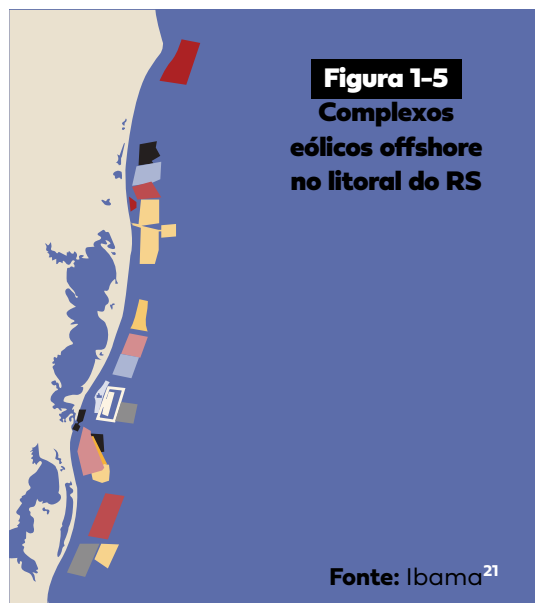 Figura 1-5
Complexos
eólicos offshore
no litoral do RS
Fonte: Ibama21